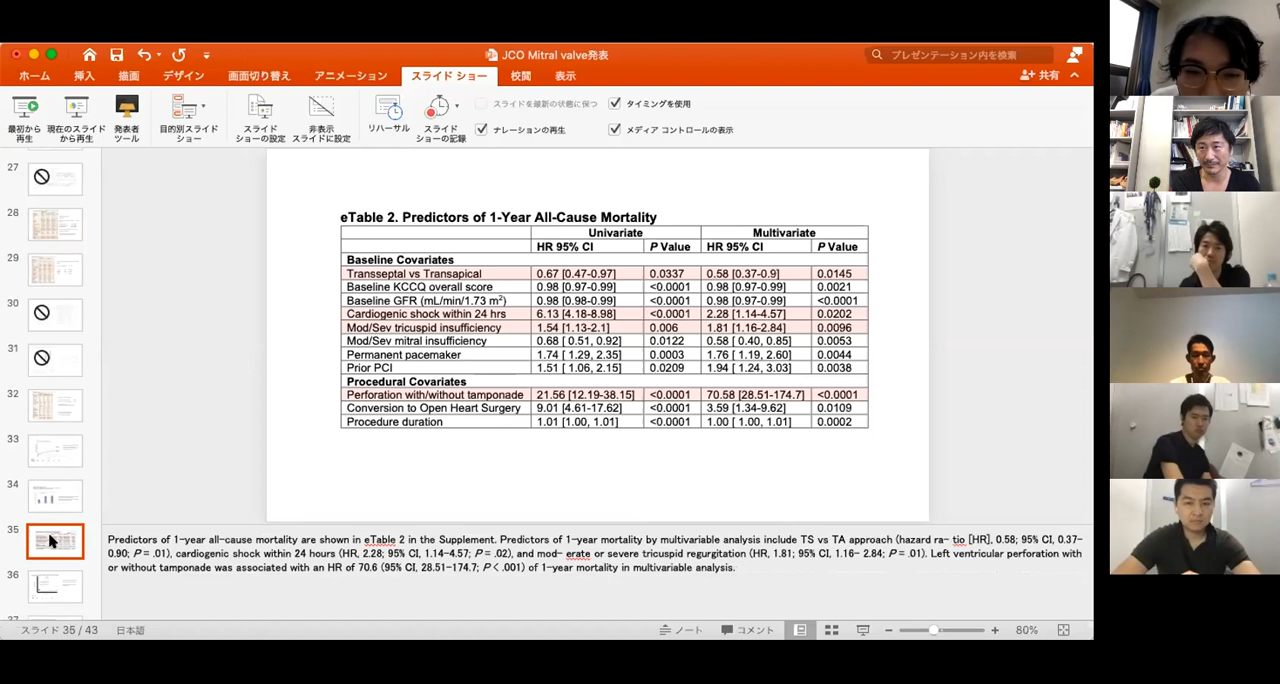 JCO Mitral valve発表
プレゼンテーション内を検索
ホーム 挿入 描画 デザイン 画面切り替え アニメーション スライド ショー 校閲 表示 共有
最初から再生
現在のスライドから再生
発表者ツール
目的別スライドショー
スライドショーの設定
非表示スライドに設定
リハーサル
スライドショーの記録
スライドを最新の状態に保つ
タイミングを使用
ナレーションの再生
メディア コントロールの表示
27
28
29
30
31
32
33
34
35
36
eTable 2. Predictors of 1-Year All-Cause Mortality
Univariate Multivariate
HR 95% CI P Value HR 95% CI P Value
Baseline Covariates
Transseptal vs Transapical 0.67 [0.47-0.97] 0.0337 0.58 [0.37-0.9] 0.0145
Baseline KCCQ overall score 0.98 [0.97-0.99] <0.0001 0.98 [0.97-0.99] 0.0021
Baseline GFR (mL/min/1.73 m²) 0.98 [0.98-0.99] <0.0001 0.98 [0.97-0.99] <0.0001
Cardiogenic shock within 24 hrs 6.13 [4.18-8.98] <0.0001 2.28 [1.14-4.57] 0.0202
Mod/Sev tricuspid insufficiency 1.54 [1.13-2.1] 0.006 1.81 [1.16-2.84] 0.0096
Mod/Sev mitral insufficiency 0.68 [ 0.51, 0.92] 0.0122 0.58 [ 0.40, 0.85] 0.0053
Permanent pacemaker 1.74 [ 1.29, 2.35] 0.0003 1.76 [ 1.19, 2.60] 0.0044
Prior PCI 1.51 [ 1.06, 2.15] 0.0209 1.94 [ 1.24, 3.03] 0.0038
Procedural Covariates
Perforation with/without tamponade 21.56 [12.19-38.15] <0.0001 70.58 [28.51-174.7] <0.0001
Conversion to Open Heart Surgery 9.01 [4.61-17.62] <0.0001 3.59 [1.34-9.62] 0.0109
Procedure duration 1.01 [1.00, 1.01] <0.0001 1.00 [ 1.00, 1.01] 0.0002
Predictors of 1-year all-cause mortality are shown in eTable 2 in the Supplement. Predictors of 1-year mortality by multivariable analysis include TS vs TA approach (hazard ra- tio [HR], 0.58; 95% CI, 0.37-
0.90; P = .01), cardiogenic shock within 24 hours (HR, 2.28; 95% CI, 1.14-4.57; P = .02), and mod- erate or severe tricuspid regurgitation (HR, 1.81; 95% CI, 1.16- 2.84; P = .01). Left ventricular perforation with
or without tamponade was associated with an HR of 70.6 (95% CI, 28.51-174.7; P < .001) of 1-year mortality in multivariable analysis.
スライド 35 / 43 日本語 ノート コメント 80%